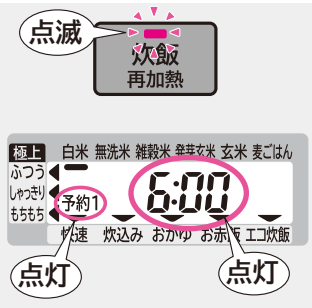 点滅
炊飯
再加熱
極上 白米 無洗米 雑穀米 発芽玄米 玄米 麦ごはん
ふつう
しゃっきり
もちもち
予約1
6:00
快速 炊込み おかゆ お赤飯 エコ炊飯
点灯 点灯